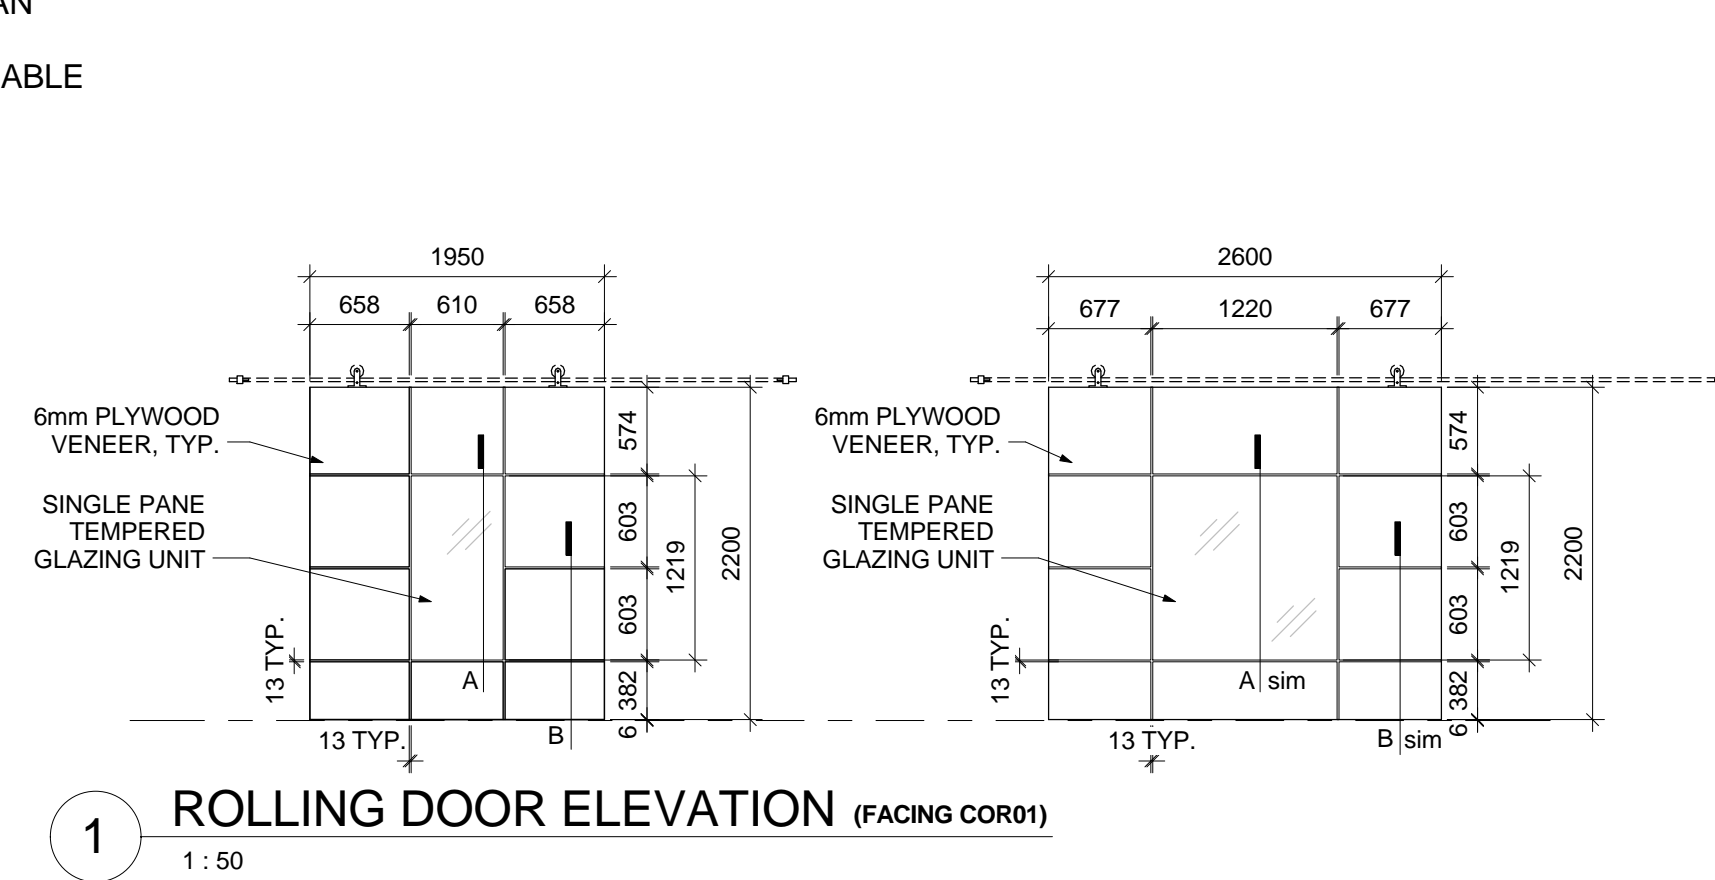 AN
ABLE
1950
658 610 658
6mm PLYWOOD
VENEER, TYP.
SINGLE PANE
TEMPERED
GLAZING UNIT
13 TYP.
13 TYP.
A
B
574
603
603
382
6
1219
2200
2600
677 1220 677
6mm PLYWOOD
VENEER, TYP.
SINGLE PANE
TEMPERED
GLAZING UNIT
13 TYP.
13 TYP.
A sim
B sim
574
603
603
382
6
1219
2200
1 ROLLING DOOR ELEVATION (FACING COR01)
1 : 50